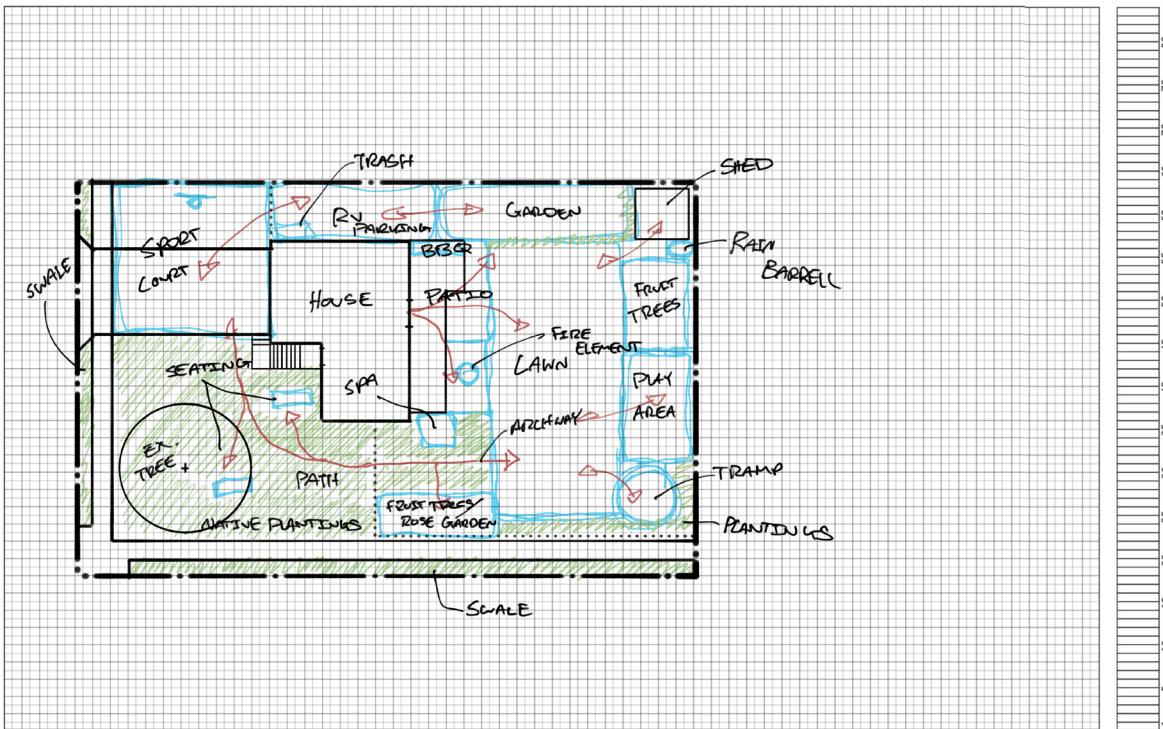 TRASH
SHED
RV
PARKING
GARDEN
SPORT
COURT
BBCR
RAIN
BARRELL
SWALE
HOUSE
PATIO
FRUIT
TREES
FIRE
ELEMENT
LAWN
SEATING
SPA
PLAY
AREA
ARCHWAY
EX.
TREE +
PATH
TRAMP
FRUIT TREES/
ROSE GARDEN
NATIVE PLANTINGS
PLANTINGS
SWALE